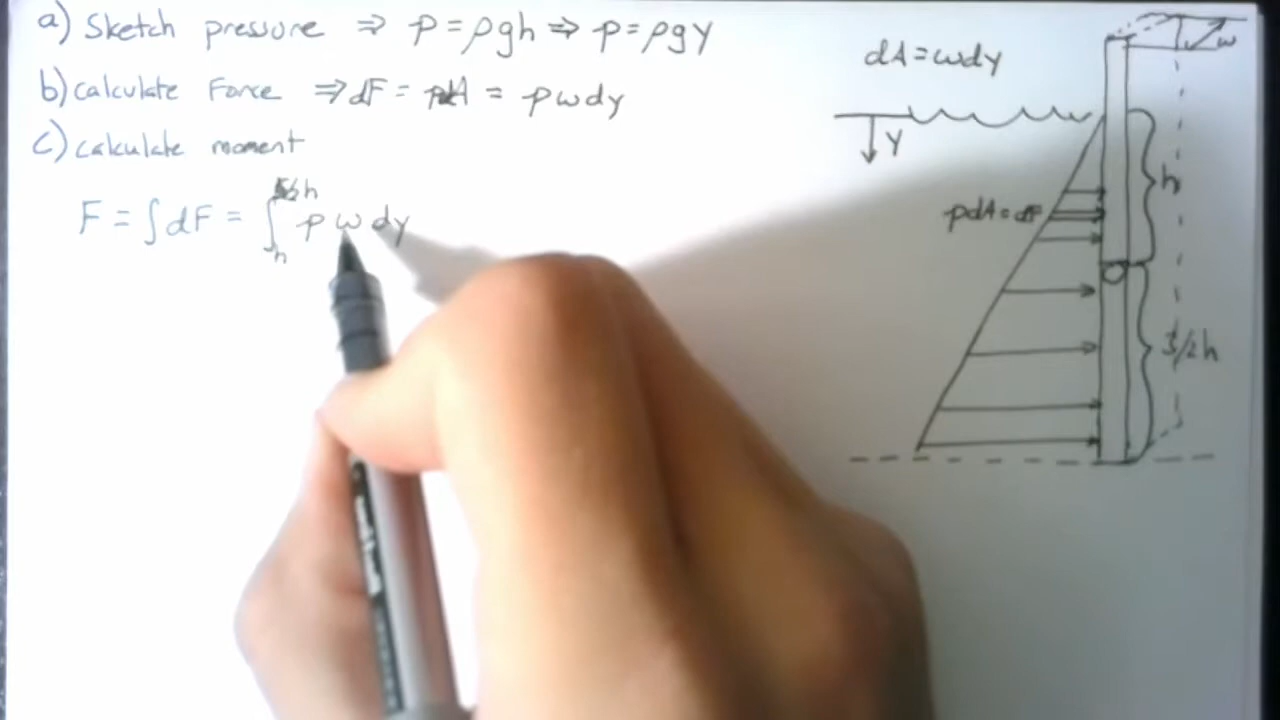 a) Sketch pressure ⇒ p = ρgh ⇒ p = ρgy
b) Calculate Force ⇒ dF = pdA = pwdy
c) Calculate moment
F = ∫dF = ∫ₕ h p w dy
dA = wdy
w
Y
h
pdA = dF
3/2h